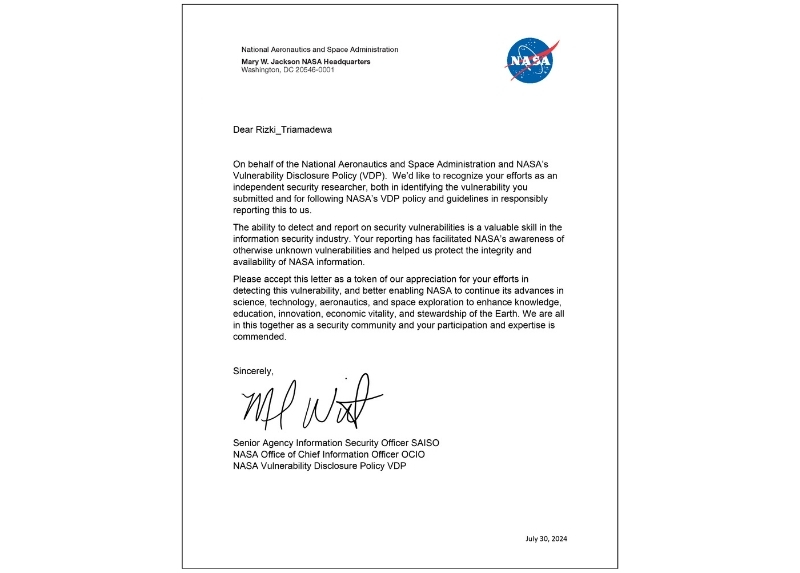 National Aeronautics and Space Administration
Mary W. Jackson NASA Headquarters
Washington, DC 20546-0001
NASA
Dear Rizki_Triamadewa
On behalf of the National Aeronautics and Space Administration and NASA's
Vulnerability Disclosure Policy (VDP).  We'd like to recognize your efforts as an
independent security researcher, both in identifying the vulnerability you
submitted and for following NASA's VDP policy and guidelines in responsibly
reporting this to us.
The ability to detect and report on security vulnerabilities is a valuable skill in the
information security industry. Your reporting has facilitated NASA's awareness of
otherwise unknown vulnerabilities and helped us protect the integrity and
availability of NASA information.
Please accept this letter as a token of our appreciation for your efforts in
detecting this vulnerability, and better enabling NASA to continue its advances in
science, technology, aeronautics, and space exploration to enhance knowledge,
education, innovation, economic vitality, and stewardship of the Earth. We are all
in this together as a security community and your participation and expertise is
commended.
Sincerely,
Senior Agency Information Security Officer SAISO
NASA Office of Chief Information Officer OCIO
NASA Vulnerability Disclosure Policy VDP
July 30, 2024